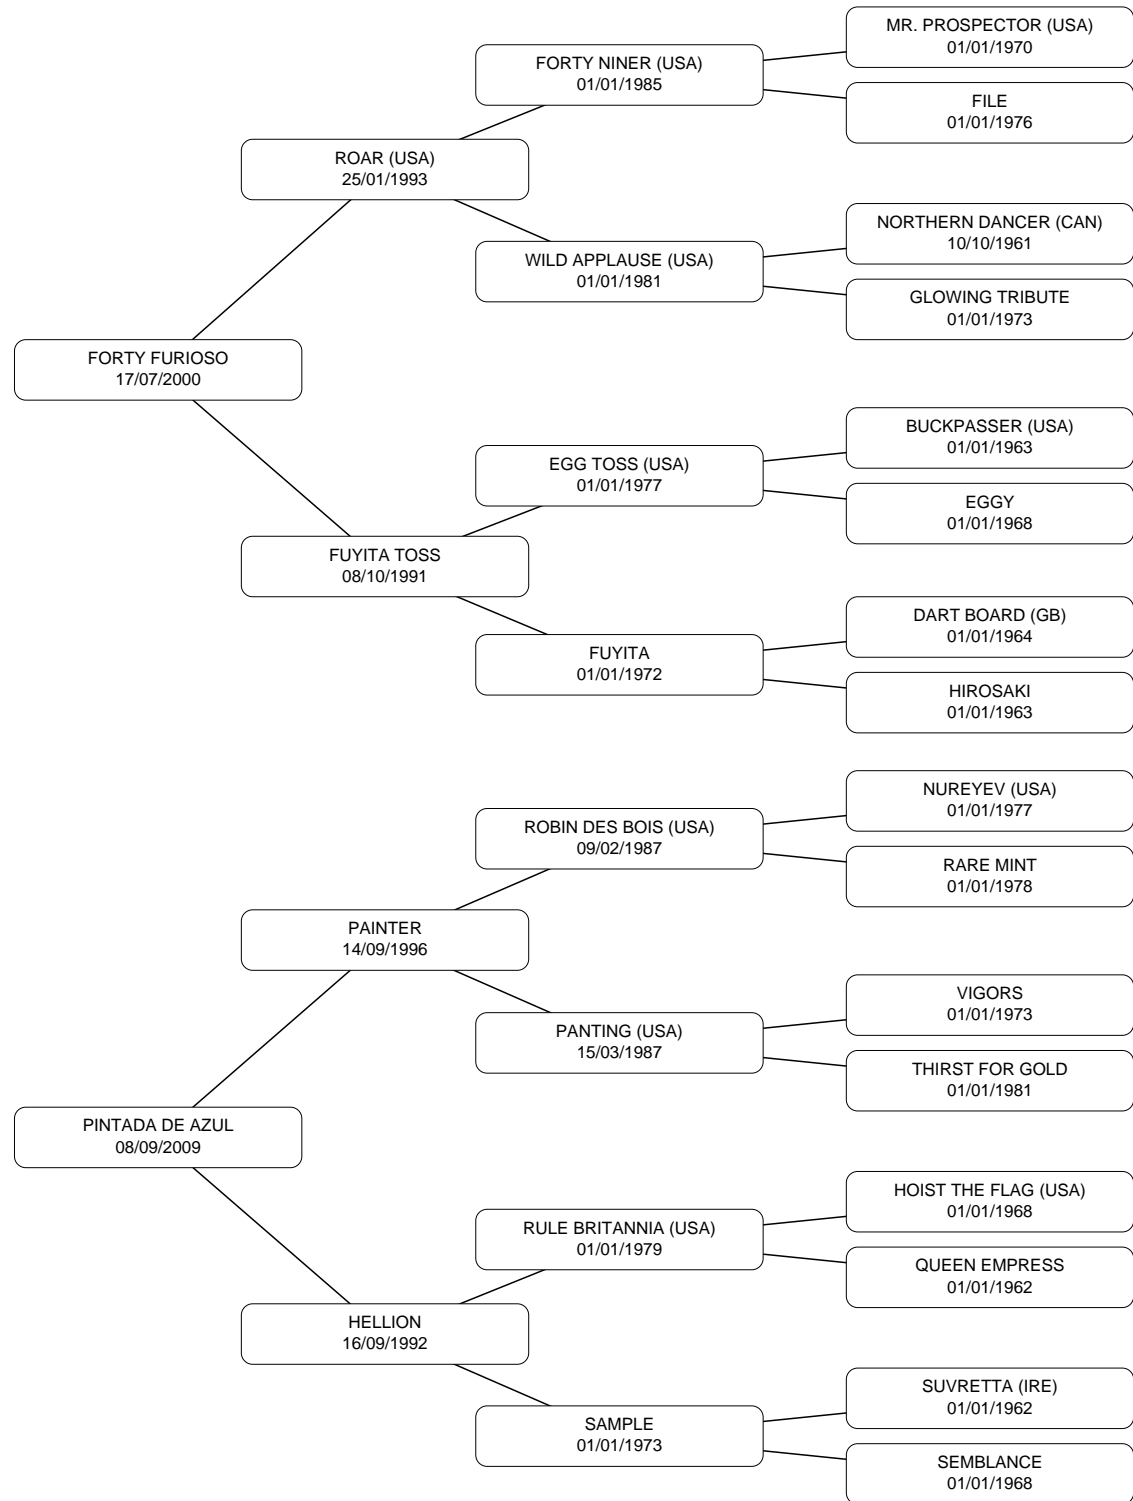 MR. PROSPECTOR (USA)
01/01/1970
FORTY NINER (USA)
01/01/1985
FILE
01/01/1976
ROAR (USA)
25/01/1993
NORTHERN DANCER (CAN)
10/10/1961
WILD APPLAUSE (USA)
01/01/1981
GLOWING TRIBUTE
01/01/1973
FORTY FURIOSO
17/07/2000
BUCKPASSER (USA)
01/01/1963
EGG TOSS (USA)
01/01/1977
EGGY
01/01/1968
FUYITA TOSS
08/10/1991
DART BOARD (GB)
01/01/1964
FUYITA
01/01/1972
HIROSAKI
01/01/1963
NUREYEV (USA)
01/01/1977
ROBIN DES BOIS (USA)
09/02/1987
RARE MINT
01/01/1978
PAINTER
14/09/1996
VIGORS
01/01/1973
PANTING (USA)
15/03/1987
THIRST FOR GOLD
01/01/1981
PINTADA DE AZUL
08/09/2009
HOIST THE FLAG (USA)
01/01/1968
RULE BRITANNIA (USA)
01/01/1979
QUEEN EMPRESS
01/01/1962
HELLION
16/09/1992
SUVRETTA (IRE)
01/01/1962
SAMPLE
01/01/1973
SEMBLANCE
01/01/1968